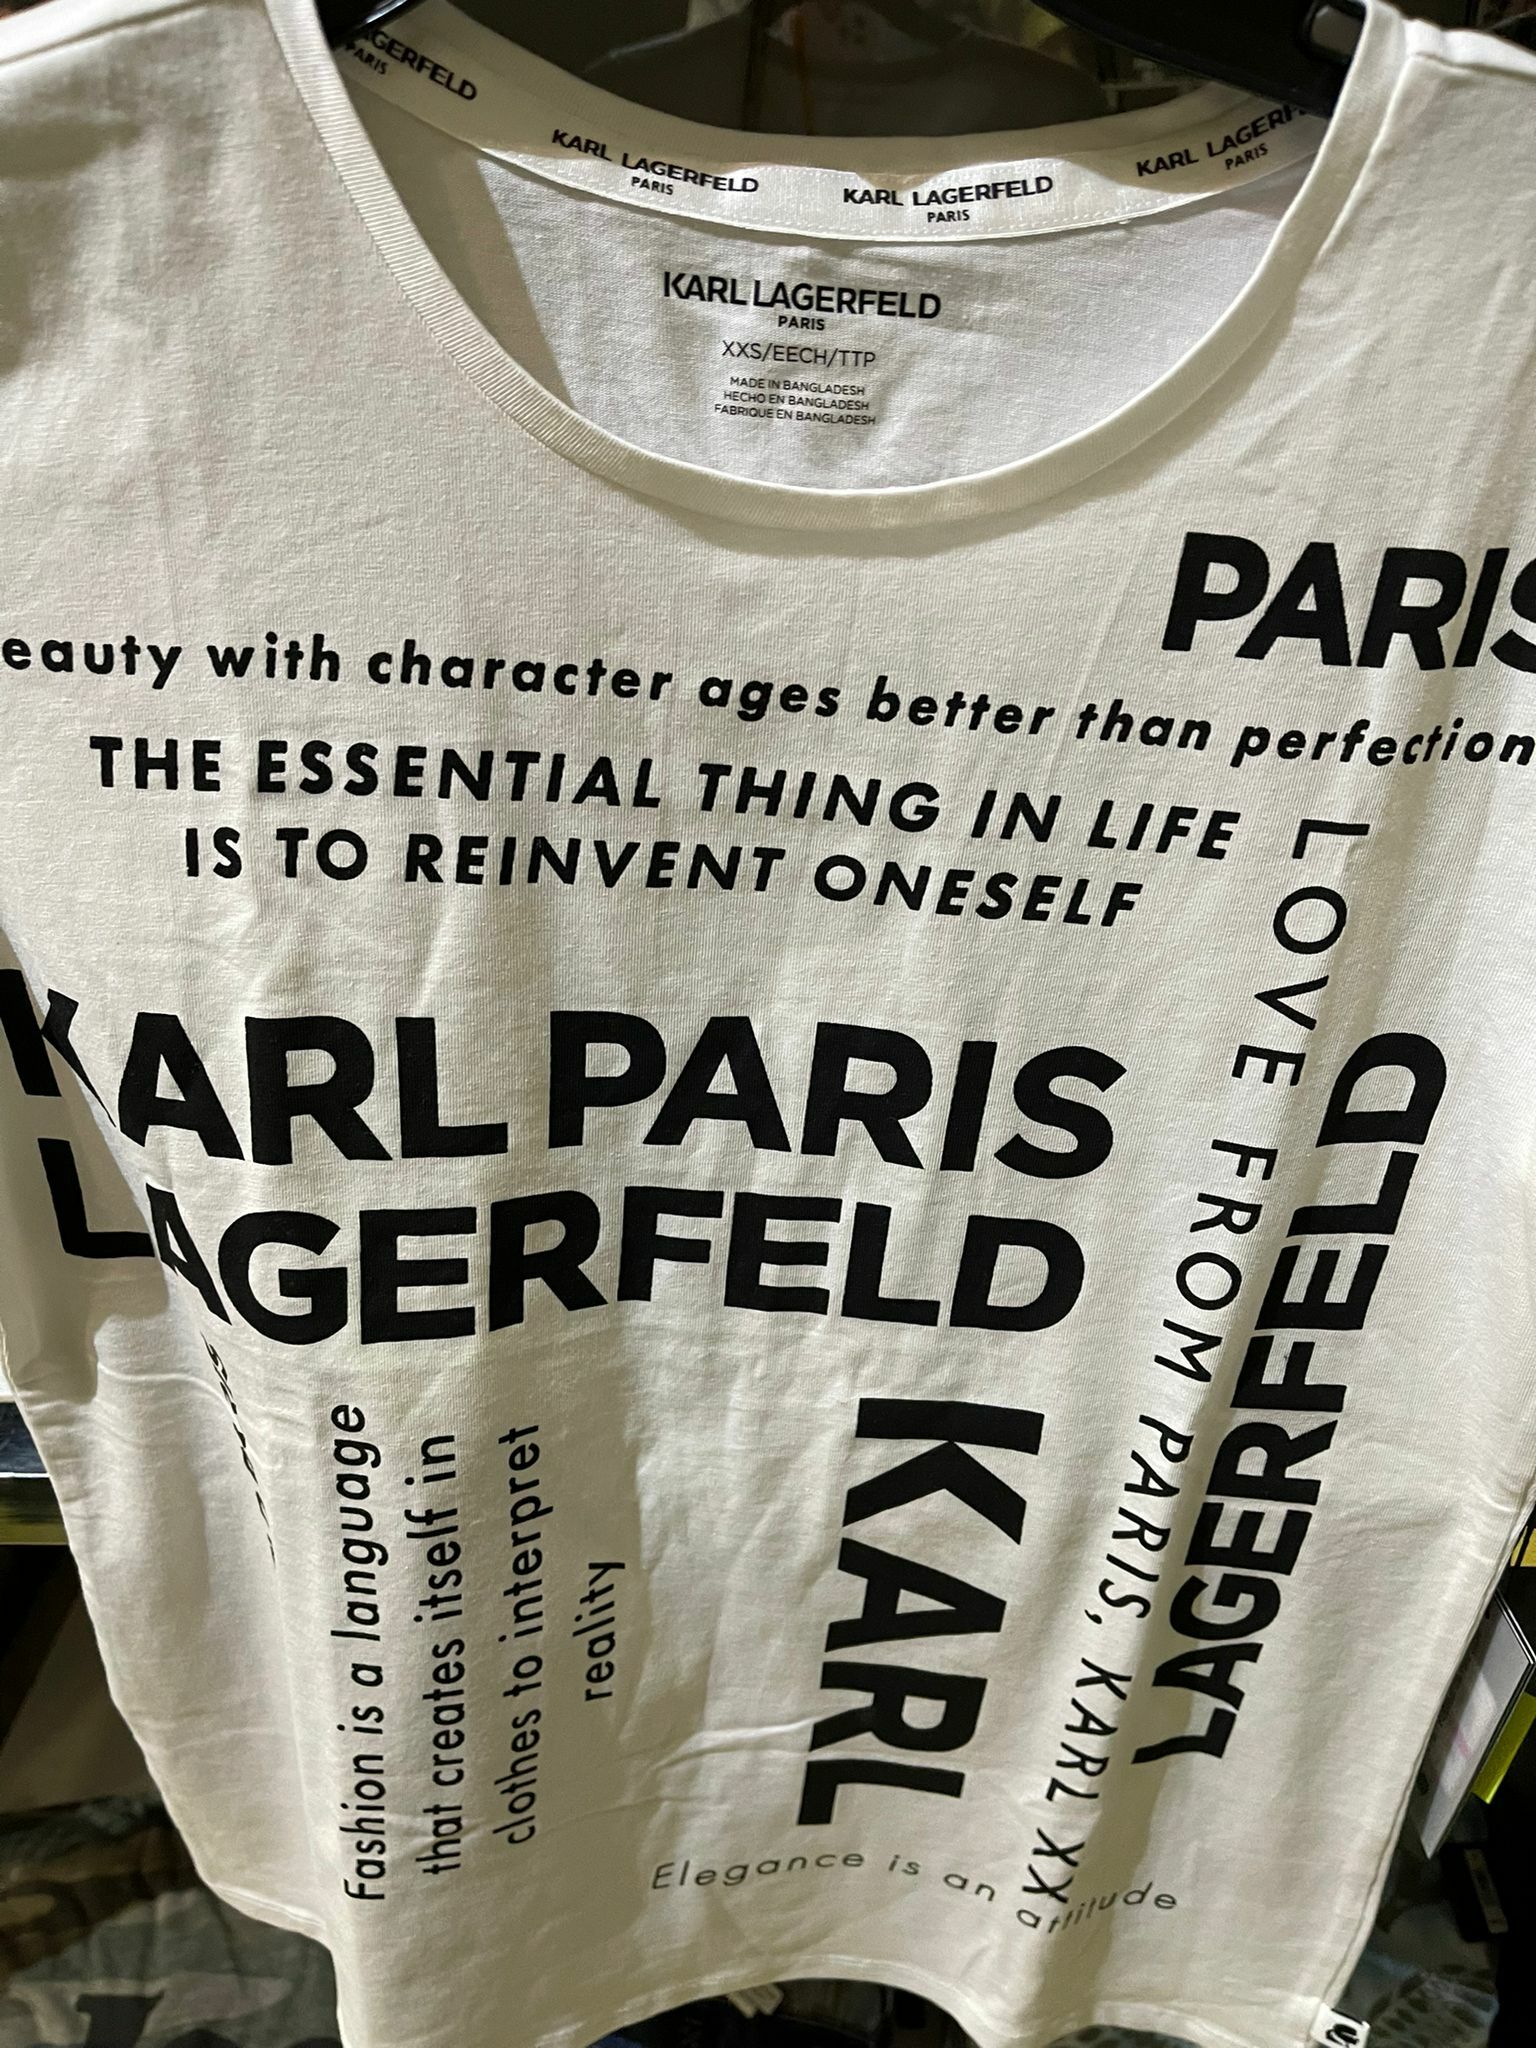 KARL LAGERFELD
PARIS
KARL LAGERFELD
PARIS
KARL LAGERFELD
PARIS
PARIS
KARL LAGERFELD
PARIS
XXS/EECH/TTP
MADE IN BANGLADESH
HECHO EN BANGLADESH
FABRIQUE EN BANGLADESH
PARIS
eauty with character ages better than perfection
THE ESSENTIAL THING IN LIFE
IS TO REINVENT ONESELF
KARL PARIS
LAGERFELD
Fashion is a language
that creates itself in
clothes to interpret
reality
KARL
LOVE FROM PARIS, KARL XX
LAGERFELD
Elegance is an attitude